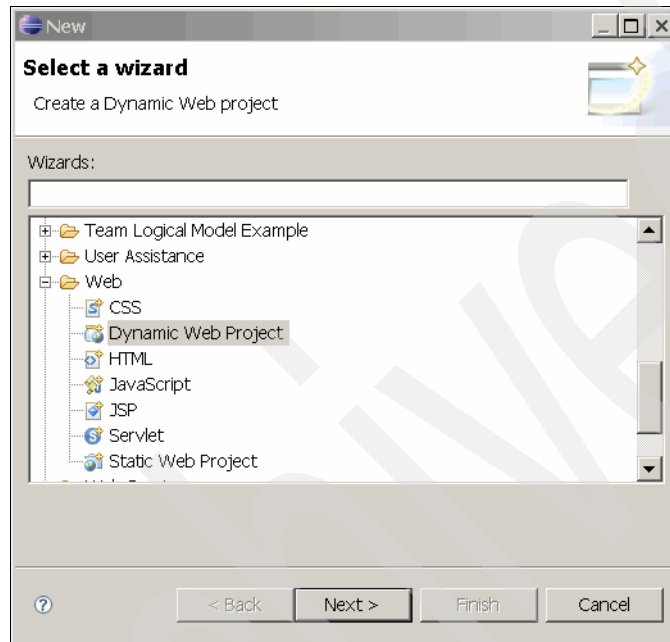 New
Select a wizard
Create a Dynamic Web project
Wizards:
Team Logical Model Example
User Assistance
Web
CSS
Dynamic Web Project
HTML
JavaScript
JSP
Servlet
Static Web Project
< Back Next > Finish Cancel